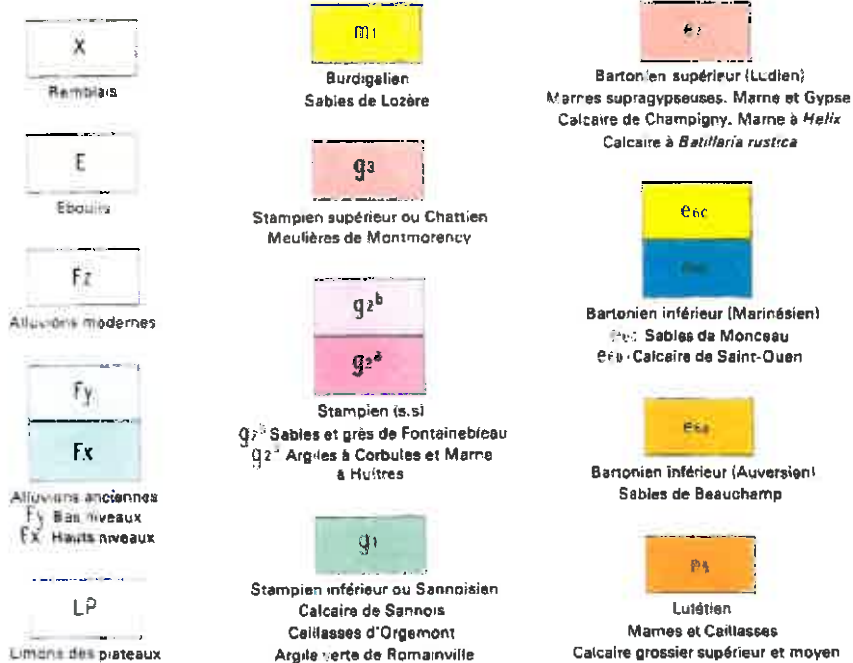 X
Remblais
E
Eboulis
Fz
Alluvions modernes
Fy
Fx
Alluvions anciennes
Fy Bas niveaux
Fx Hauts niveaux
LP
Limons des plateaux
m1
Burdigalien
Sables de Lozère
g3
Stampien supérieur ou Chattien
Meulières de Montmorency
g2b
g2a
Stampien (s.s)
g2b Sables et grès de Fontainebleau
g2a Argiles à Corbules et Marne
à Huîtres
g1
Stampien inférieur ou Sannoisien
Calcaire de Sannois
Caillasses d'Orgemont
Argile verte de Romainville
e7
Bartonien supérieur (Ludien)
Marnes supragypseuses. Marne et Gypse
Calcaire de Champigny. Marne à Helix
Calcaire à Batillaria rustica
e6c
e6b
Bartonien inférieur (Marinésien)
e6c Sables de Monceau
e6b Calcaire de Saint-Ouen
e6a
Bartonien inférieur (Auversien)
Sables de Beauchamp
e5
Lutétien
Marnes et Caillasses
Calcaire grossier supérieur et moyen